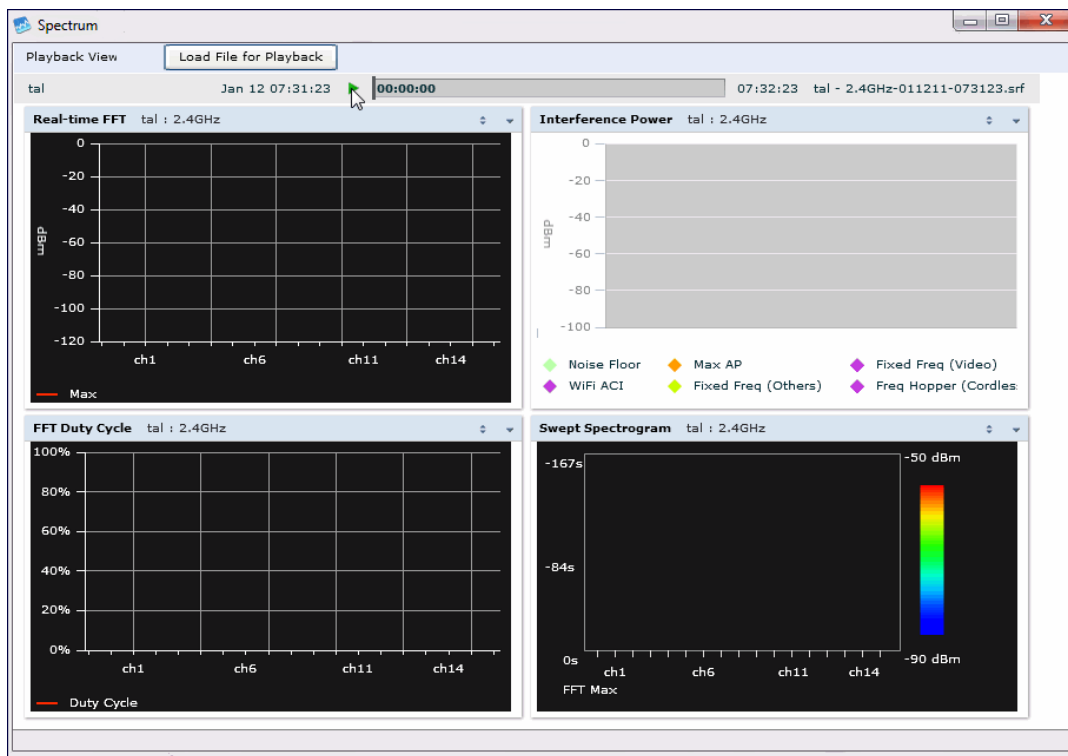 Spectrum
Playback View Load File for Playback
tal Jan 12 07:31:23 00:00:00 07:32:23 tal - 2.4GHz-011211-073123.srf
Real-time FFT tal : 2.4GHz
0
-20
-40
-60
-80
-100
-120
dBm
ch1 ch6 ch11 ch14
Max
Interference Power tal : 2.4GHz
0
-20
-40
-60
-80
-100
dBm
Noise Floor Max AP Fixed Freq (Video)
WiFi ACI Fixed Freq (Others) Freq Hopper (Cordles
FFT Duty Cycle tal : 2.4GHz
100%
80%
60%
40%
20%
0%
ch1 ch6 ch11 ch14
Duty Cycle
Swept Spectrogram tal : 2.4GHz
-167s
-84s
0s
ch1 ch6 ch11 ch14
FFT Max
-50 dBm
-90 dBm